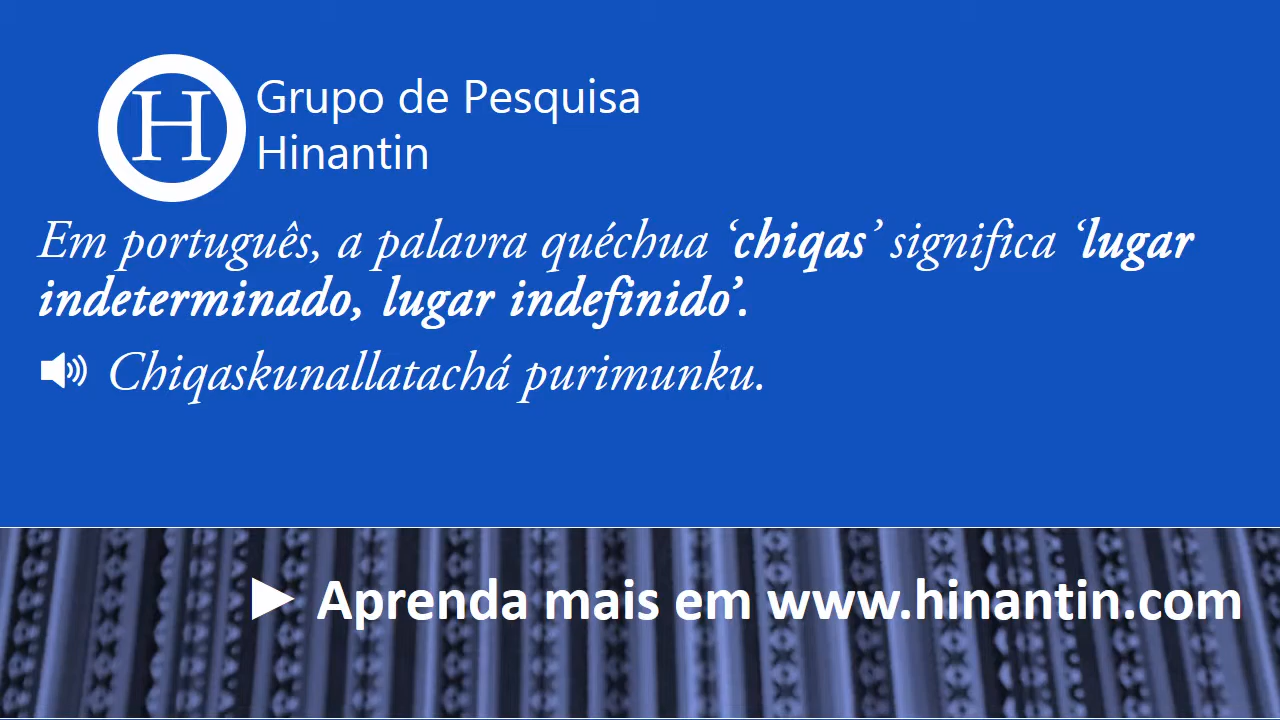 H
Grupo de Pesquisa
Hinantin
Em português, a palavra quéchua ‘chiqas’ significa ‘lugar
indeterminado, lugar indefinido’.
Chiqaskunallatachá purimunku.
Aprenda mais em www.hinantin.com